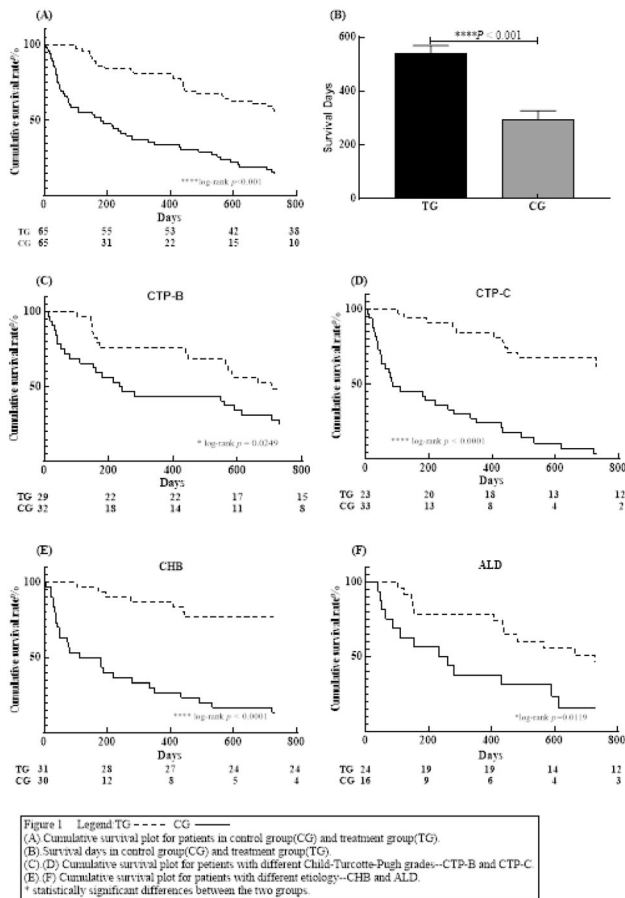 (A)
(B)
Cumulative survival rate%
100
50
0
0 200 400 600 800
Days
****log-rank p<0.001
TG 65 55 53 42 38
CG 65 31 22 15 10
****P < 0.001
Survival Days
600
400
200
0
TG CG
(C)
CTP-B
Cumulative survival rate%
100
50
0
0 200 400 600 800
Days
* log-rank p = 0.0249
TG 29 22 22 17 15
CG 32 18 14 11 8
(D)
CTP-C
Cumulative survival rate%
100
50
0
0 200 400 600 800
Days
**** log-rank p < 0.0001
TG 23 20 18 13 12
CG 33 13 8 4 2
(E)
CHB
Cumulative survival rate%
100
50
0
0 200 400 600 800
Days
**** log-rank p < 0.0001
TG 31 28 27 24 24
CG 30 12 8 5 4
(F)
ALD
Cumulative survival rate%
100
50
0
0 200 400 600 800
Days
*log-rank p=0.0119
TG 24 19 19 14 12
CG 16 9 6 4 3
Figure 1 Legend:TG ---- CG ——
(A).Cumulative survival plot for patients in control group(CG) and treatment group(TG).
(B).Survival days in control group(CG) and treatment group(TG).
(C).(D) Cumulative survival plot for petients with different Child-Turcotte-Pugh grades--CTP-B and CTP-C.
(E).(F) Cumulative survival plot for patients with different etiology--CHB and ALD.
* statistically significant differences between the two groups.